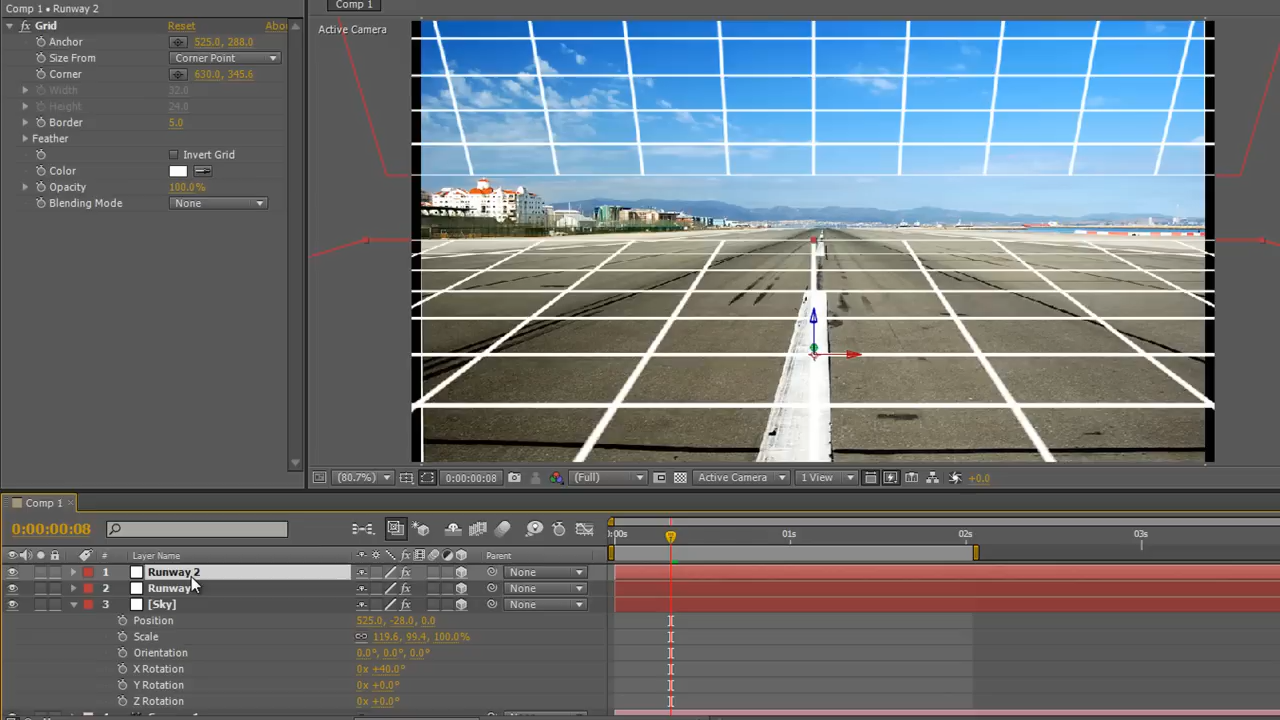 Comp 1 • Runway 2
Grid Reset Abo
Anchor 525.0, 288.0
Size From Corner Point
Corner 630.0, 345.6
Width 32.0
Height 24.0
Border 5.0
Feather
Invert Grid
Color
Opacity 100.0%
Blending Mode None
Comp 1
Active Camera
(80.7%) 0:00:00:08 (Full) Active Camera 1 View +0.0
Comp 1
0:00:00:08
:00s 01s 02s 03s
# Layer Name Parent
1 Runway 2 None
2 Runway None
3 [Sky] None
Position 525.0, -28.0, 0.0
Scale 119.6, 99.4, 100.0%
Orientation 0.0°, 0.0°, 0.0°
X Rotation 0x +40.0°
Y Rotation 0x +0.0°
Z Rotation 0x +0.0°